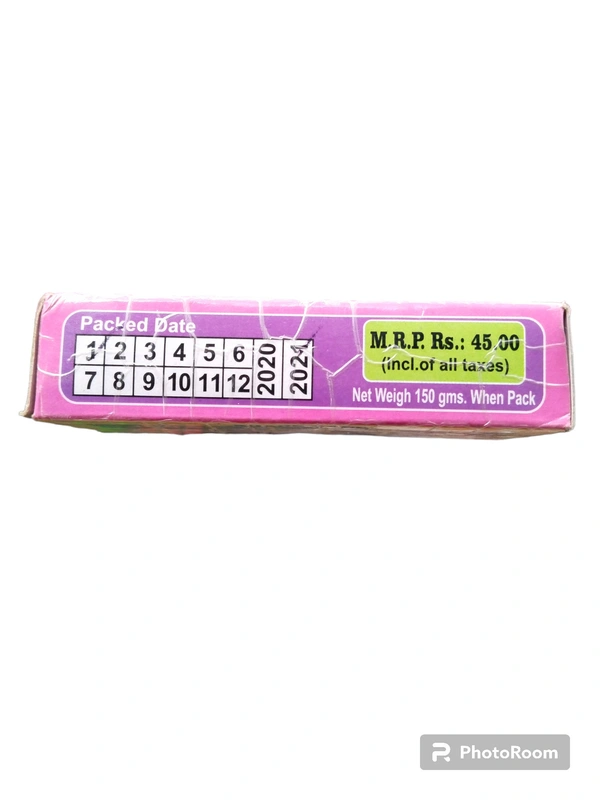 Packed Date
1 2 3 4 5 6 2020 2021
7 8 9 10 11 12
M.R.P. Rs.: 45.00
(incl.of all taxes)
Net Weigh 150 gms. When Pack
PhotoRoom